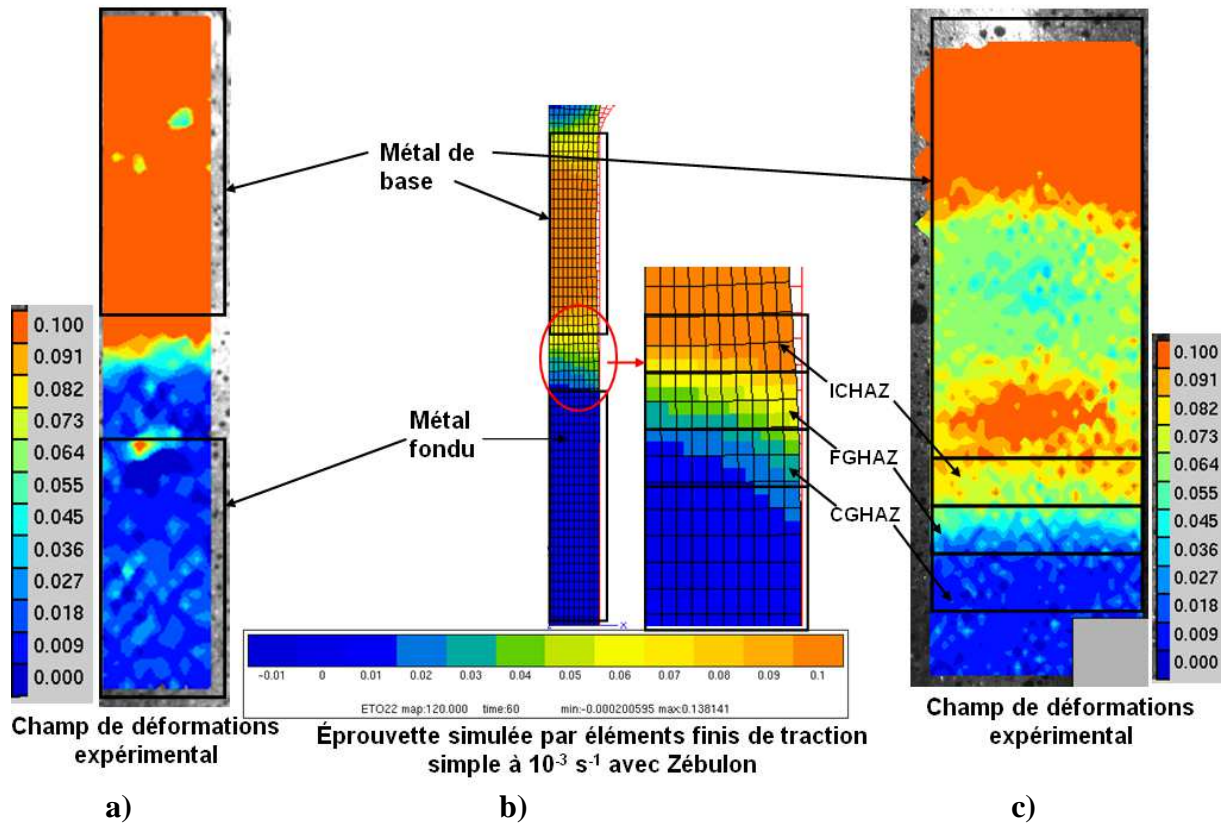 Métal de
base
Métal
fondu
0.100
0.091
0.082
0.073
0.064
0.055
0.045
0.036
0.027
0.018
0.009
0.000
Champ de déformations
expérimental
a)
x
-0.01 0 0.01 0.02 0.03 0.04 0.05 0.06 0.07 0.08 0.09 0.1
ETO22 map:120.000 time:60 min:-0.000200595 max:0.138141
Éprouvette simulée par éléments finis de traction
simple à 10⁻³ s⁻¹ avec Zébulon
b)
ICHAZ
FGHAZ
CGHAZ
0.100
0.091
0.082
0.073
0.064
0.055
0.045
0.036
0.027
0.018
0.009
0.000
Champ de déformations
expérimental
c)